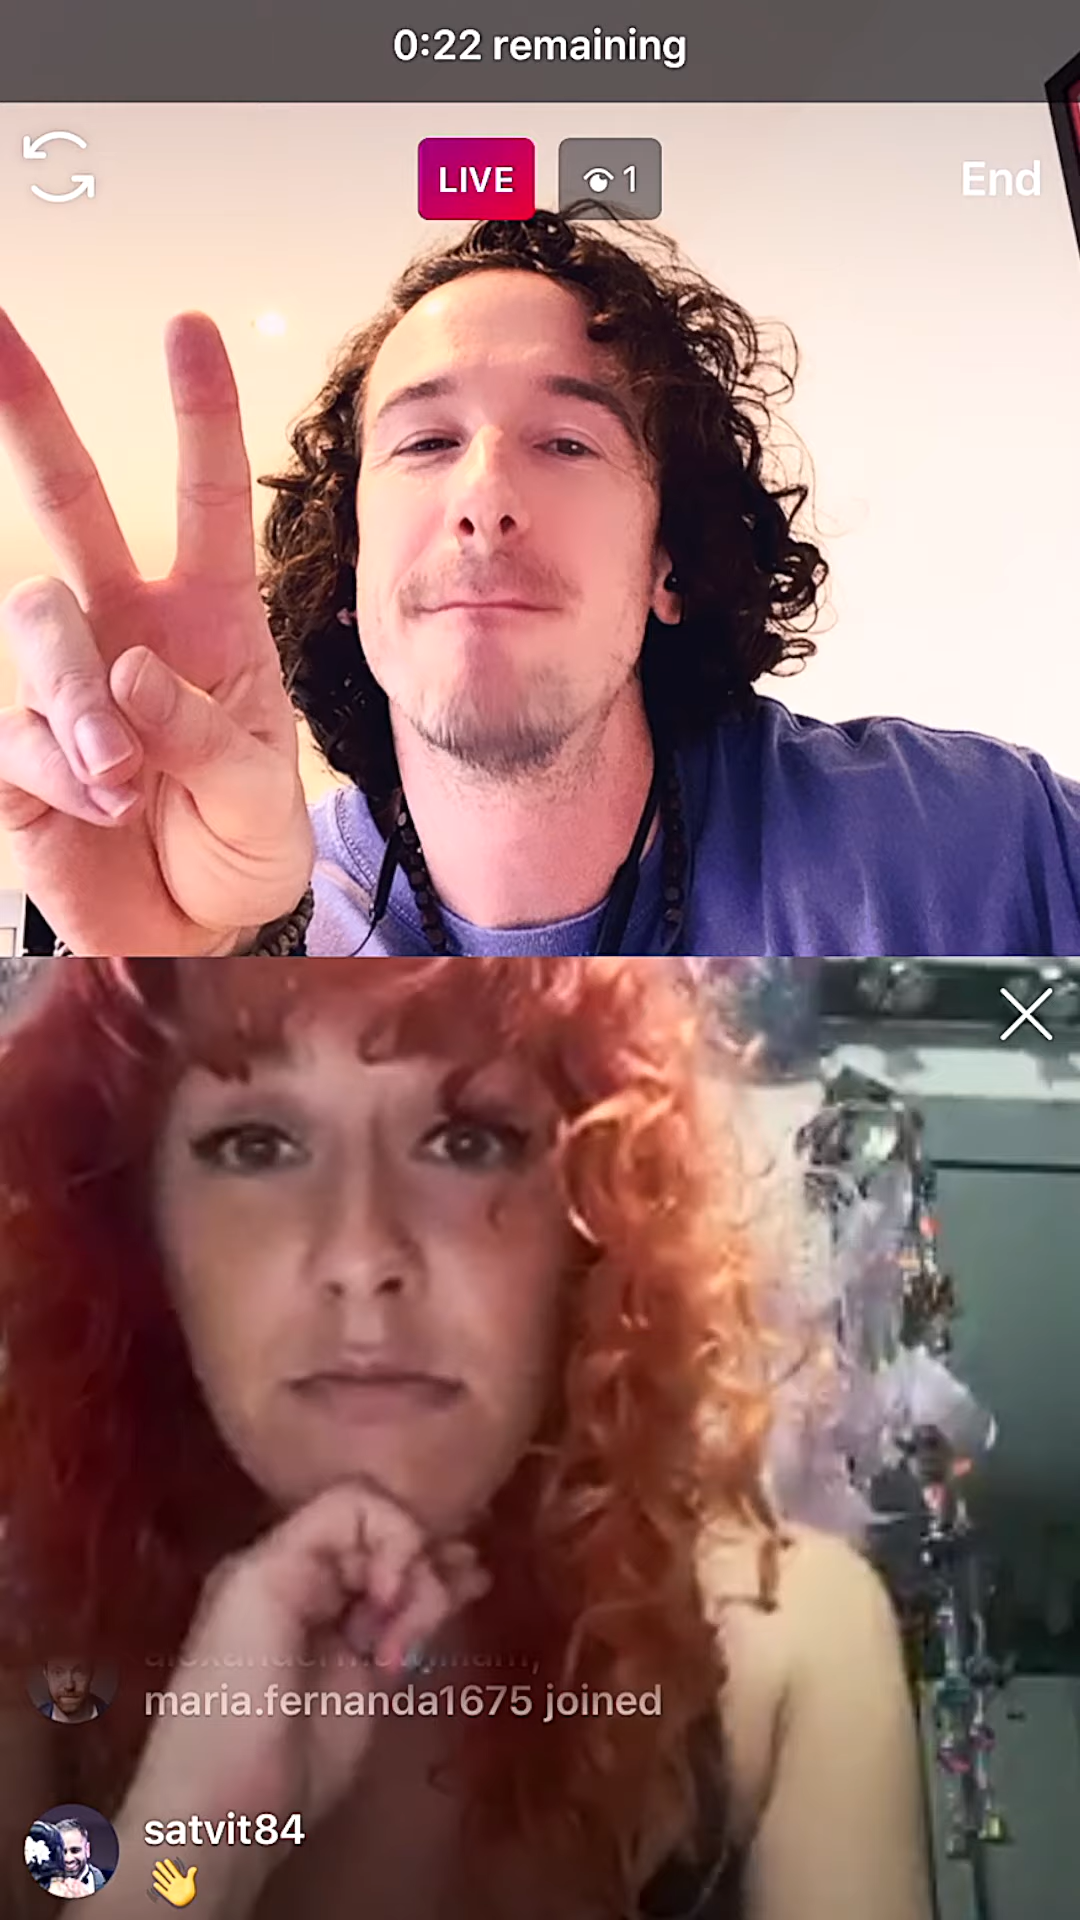 0:22 remaining
LIVE
1
End
maria.fernanda1675 joined
satvit84
👋